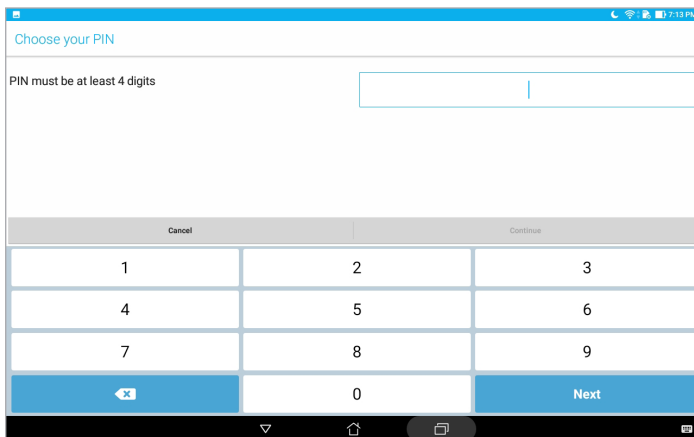 7:13 PM
Choose your PIN
PIN must be at least 4 digits
Cancel Continue
1 2 3
4 5 6
7 8 9
0 Next